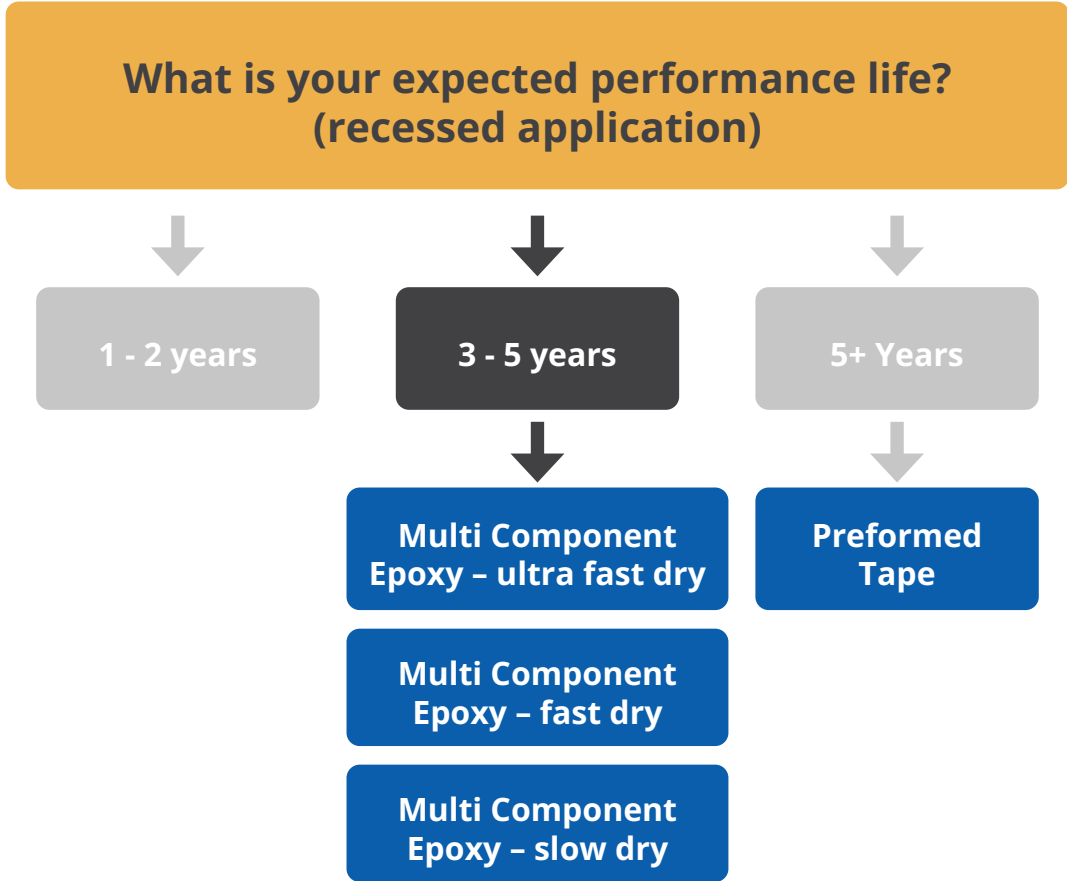 What is your expected performance life?
(recessed application)
1 - 2 years
3 - 5 years
5+ Years
Multi Component
Epoxy – ultra fast dry
Preformed
Tape
Multi Component
Epoxy – fast dry
Multi Component
Epoxy – slow dry